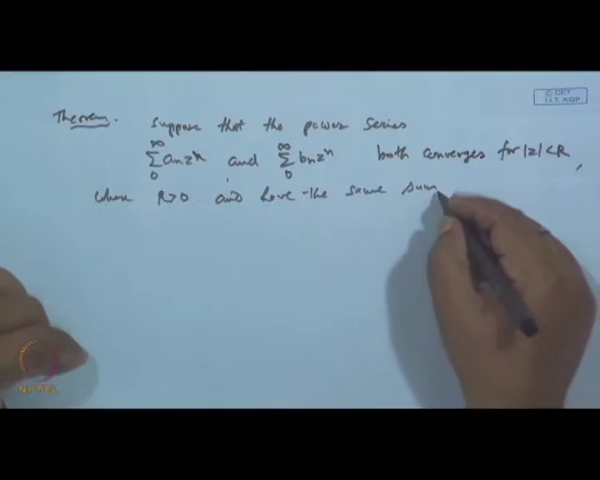 © CET
I.I.T. KGP
Theorem. Suppose that the power series
∞ ∞
∑ aₙzⁿ and ∑ bₙzⁿ both converges for |z| < R,
0 0
where R>0 and have the same sum
NPTEL